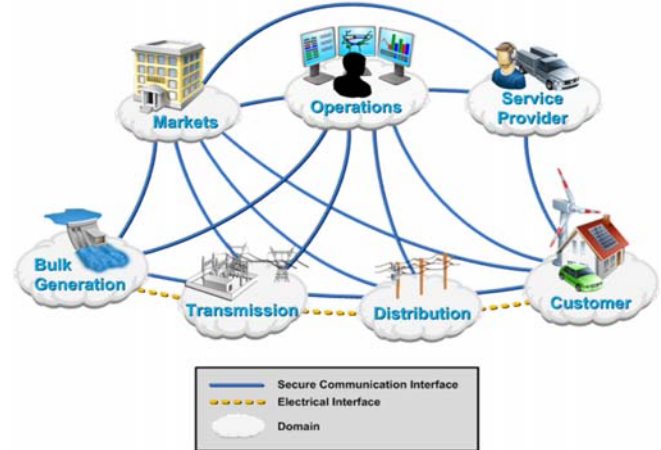 Markets
Operations
Service
Provider
Bulk
Generation
Transmission
Distribution
Customer
Secure Communication Interface
Electrical Interface
Domain